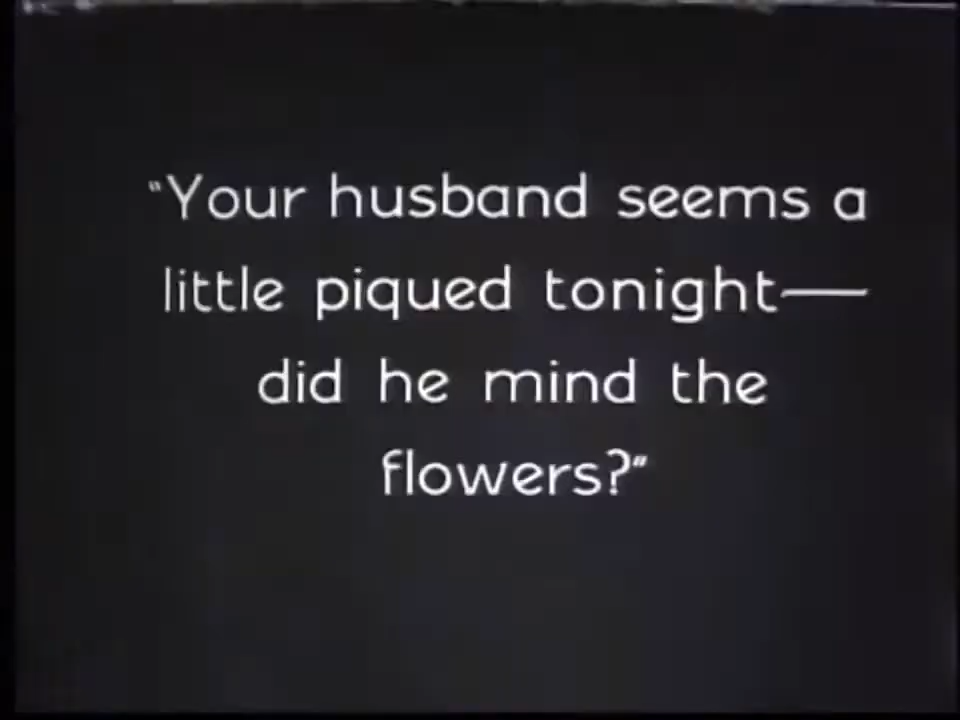 "Your husband seems a
little piqued tonight—
did he mind the
flowers?"